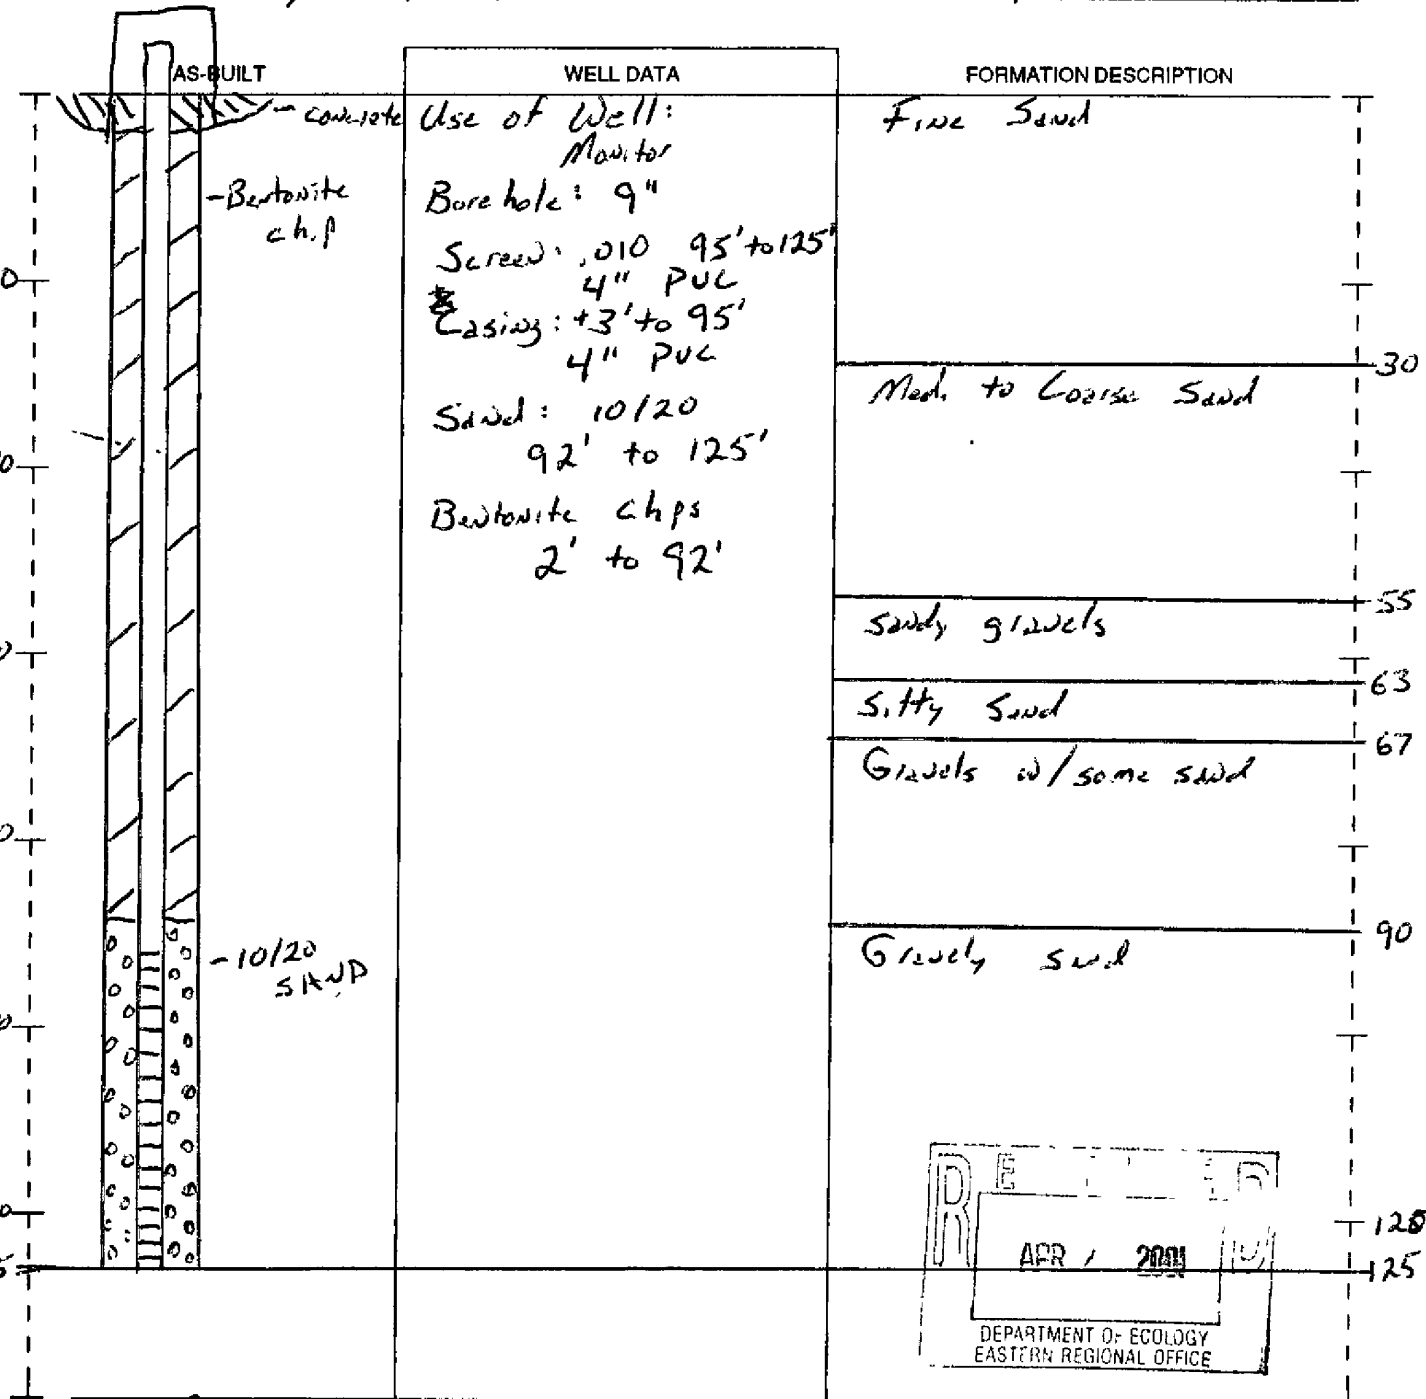 AS-BUILT
WELL DATA
FORMATION DESCRIPTION
concrete
Bentonite
chip
10/20
SAND
Use of Well:
Monitor
Bore hole: 9"
Screen: .010 95' to 125'
4" PVC
Casing: +3' to 95'
4" PVC
Sand: 10/20
92' to 125'
Bentonite chps
2' to 92'
Fine Sand
30
Med. to Coarse Sand
55
Sandy gravels
63
Silty Sand
67
Gravels w/some sand
90
Gravely sand
125
APR
DEPARTMENT OF ECOLOGY
EASTERN REGIONAL OFFICE